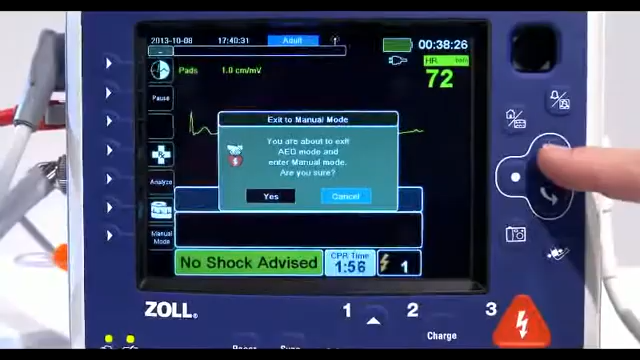 2013-10-08 17:40:31 Adult 00:38:26
Pads 1.0 cm/mV
HR
72
Pause
Exit to Manual Mode
You are about to exit
AED mode and
enter Manual mode.
Are you sure?
Yes Cancel
Analyze
Manual
Mode
No Shock Advised
CPR Time
1:56
1
ZOLL
1 2 3
Charge